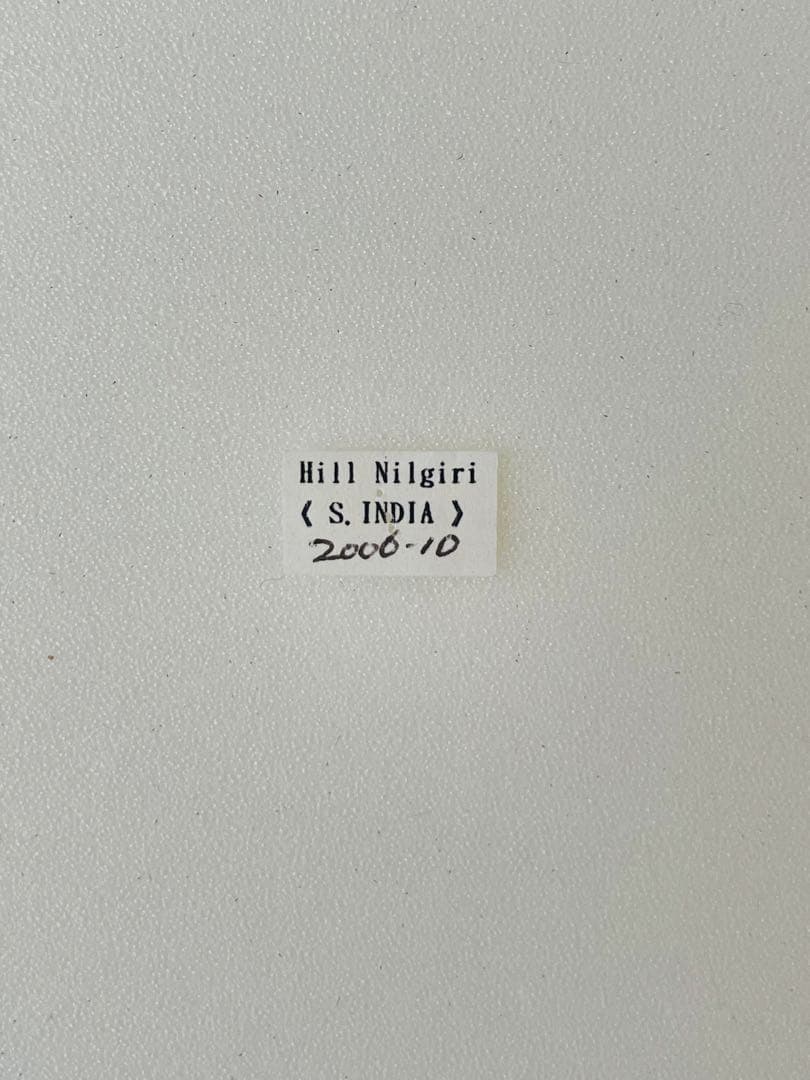 Hill Nilgiri
《 S. INDIA 》
2006-10